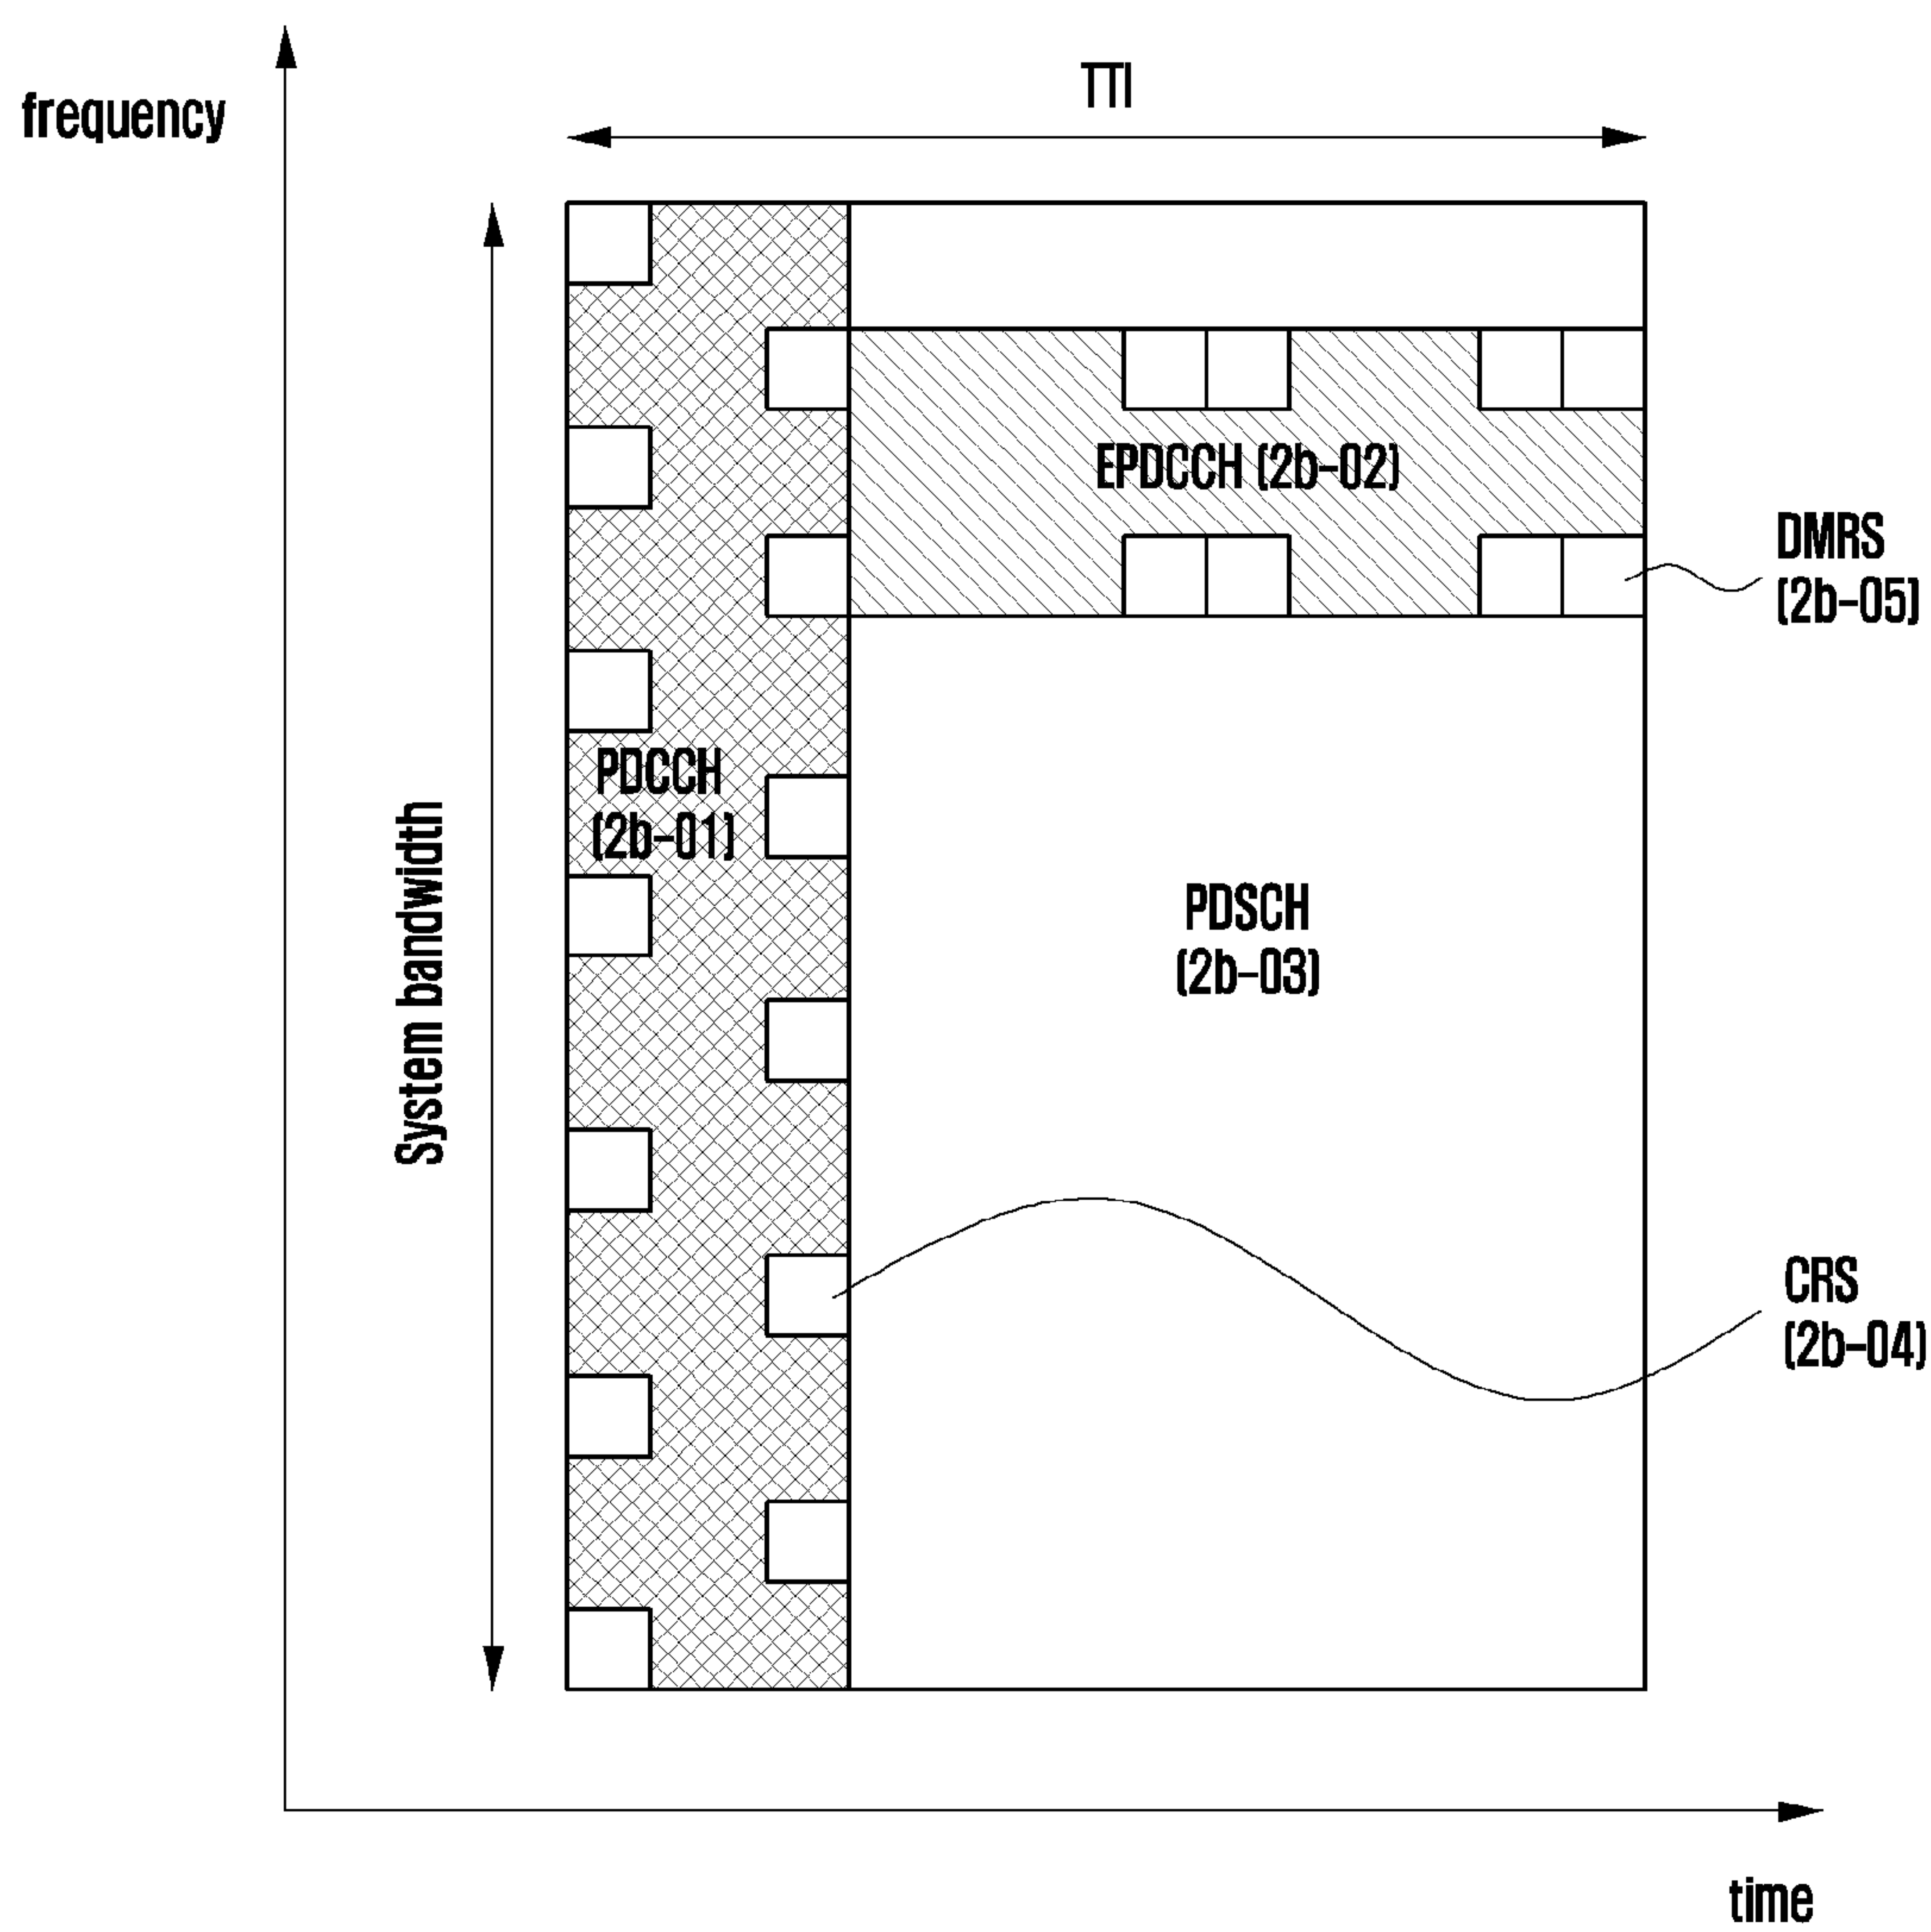 TTI
frequency
EPDCCH (2b-02)
DMRS
(2b-05)
PDCCH
(2b-01)
System bandwidth
PDSCH
(2b-03)
CRS
(2b-04)
time